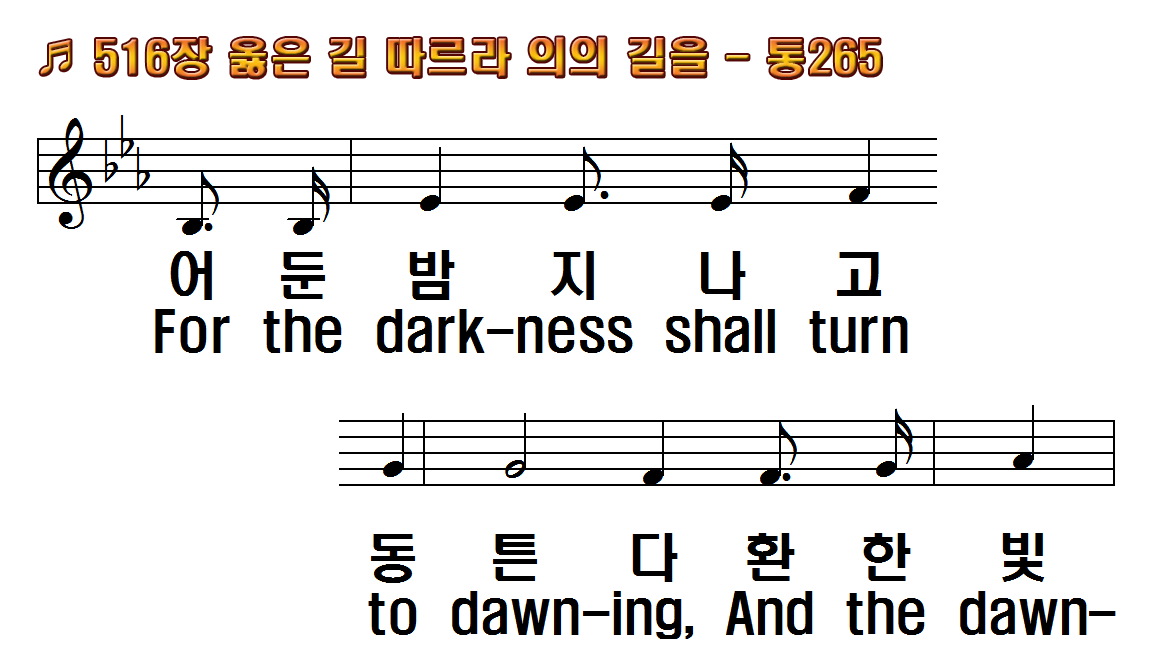 ♬ 516장 옳은 길 따르라 의의 길을 - 통265
어 둔 밤 지 나 고
For the dark-ness shall turn
동 튼 다 환 한 빛
to dawn-ing, And the dawn-